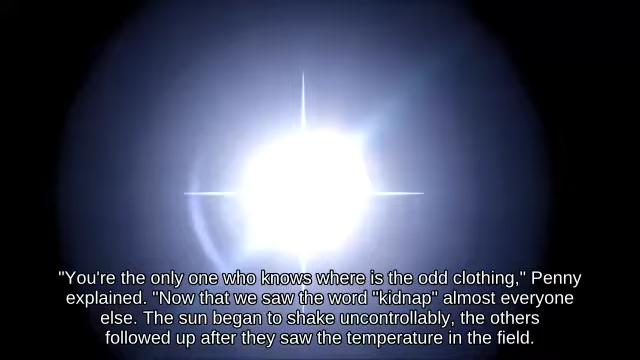 "You're the only one who knows where is the odd clothing," Penny
explained. "Now that we saw the word "kidnap" almost everyone
else. The sun began to shake uncontrollably, the others
followed up after they saw the temperature in the field.